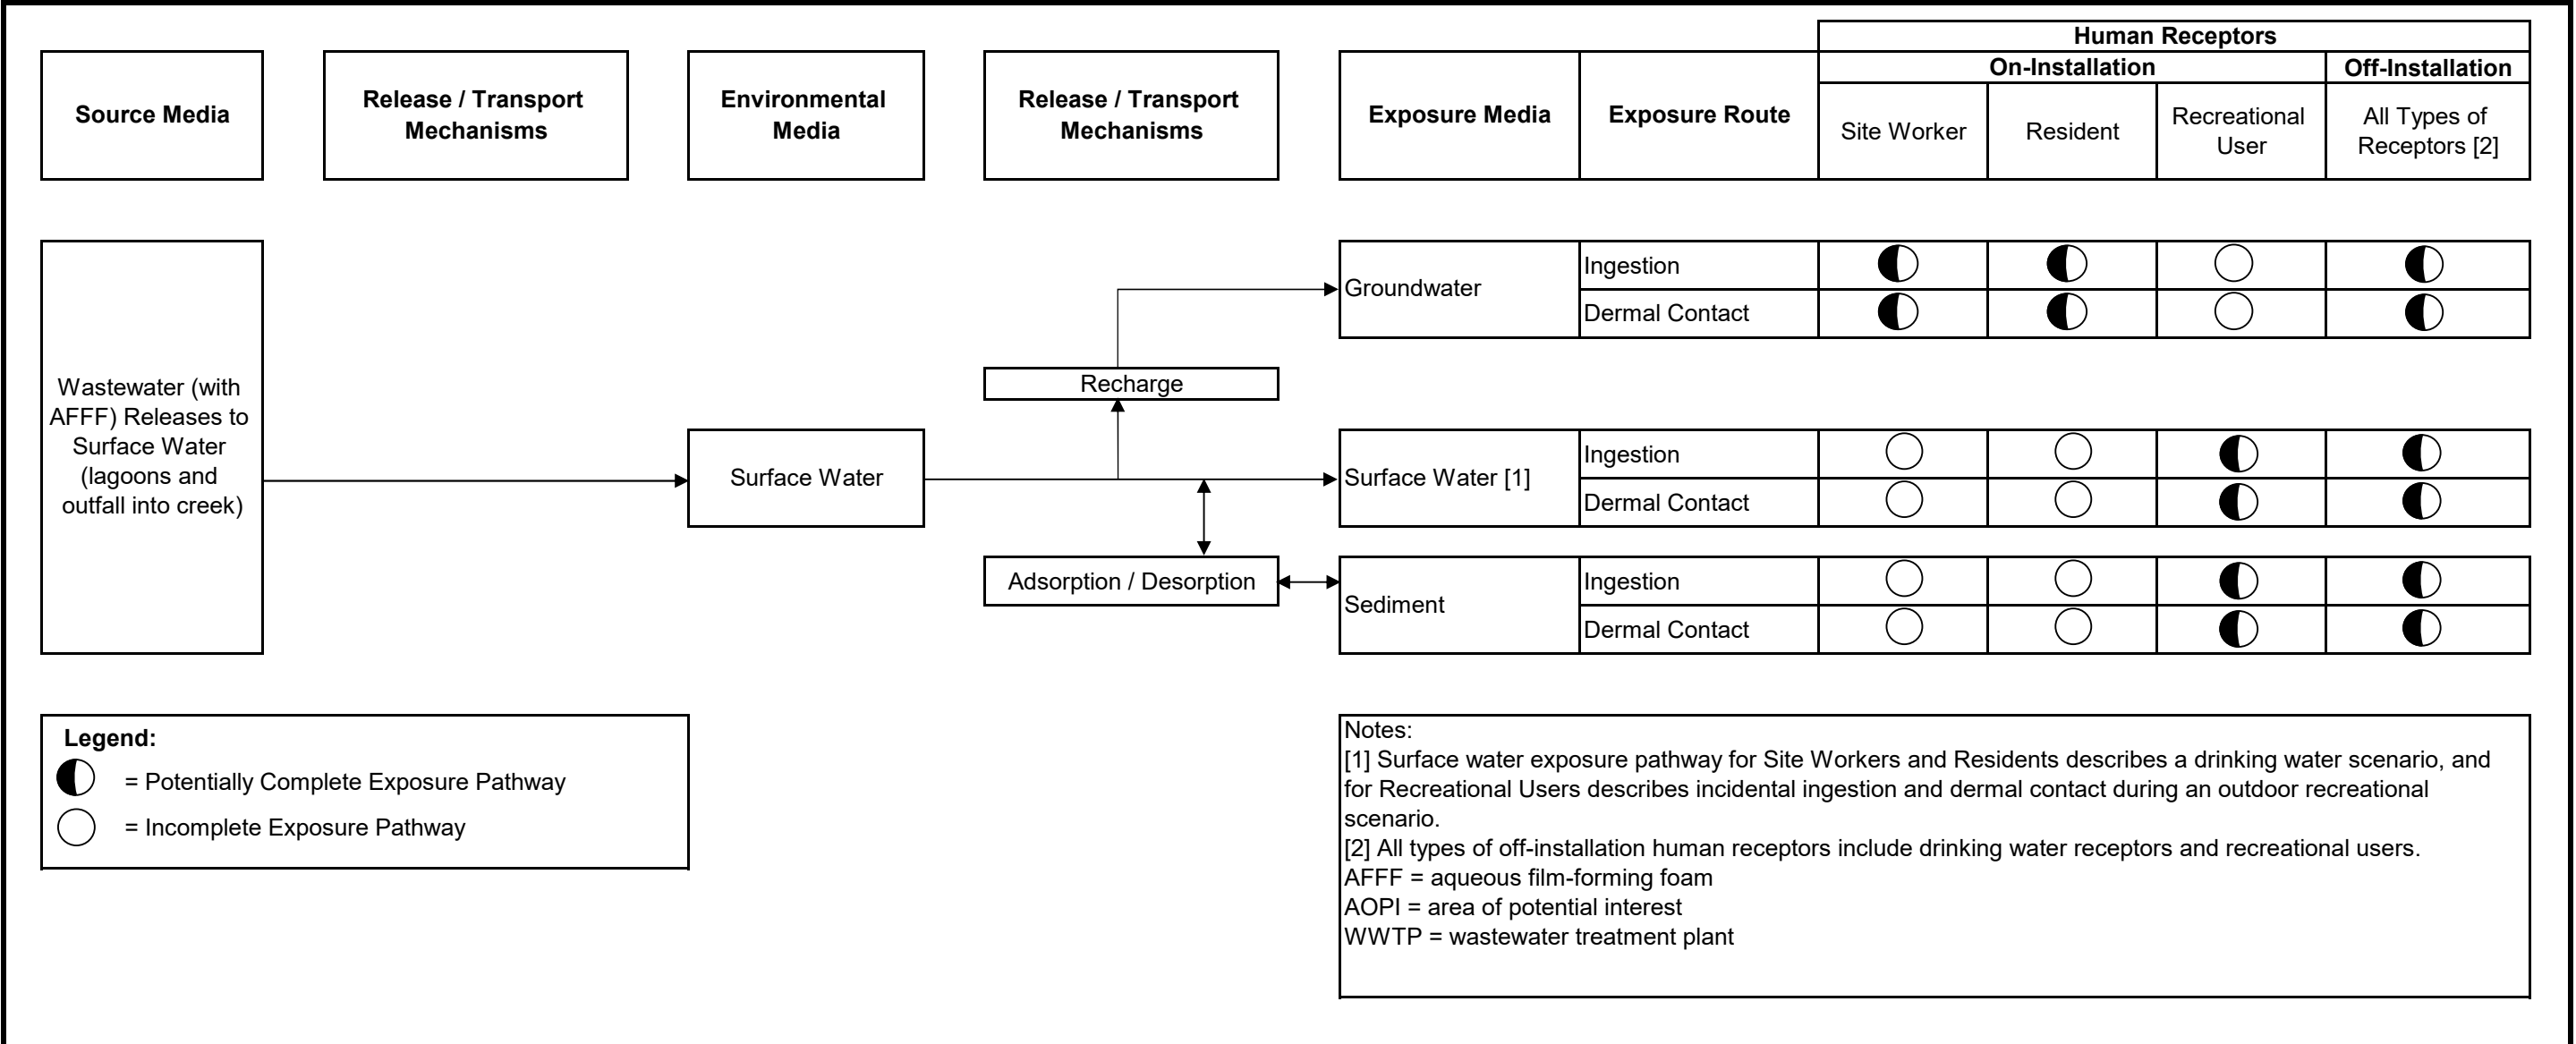 Human Receptors
On-Installation
Off-Installation
Source Media
Release / Transport
Mechanisms
Environmental
Media
Release / Transport
Mechanisms
Exposure Media
Exposure Route
Site Worker
Resident
Recreational
User
All Types of
Receptors [2]
Wastewater (with
AFFF) Releases to
Surface Water
(lagoons and
outfall into creek)
Surface Water
Recharge
Adsorption / Desorption
Groundwater
Ingestion
Dermal Contact
Surface Water [1]
Ingestion
Dermal Contact
Sediment
Ingestion
Dermal Contact
Legend:
= Potentially Complete Exposure Pathway
= Incomplete Exposure Pathway
Notes:
[1] Surface water exposure pathway for Site Workers and Residents describes a drinking water scenario, and
for Recreational Users describes incidental ingestion and dermal contact during an outdoor recreational
scenario.
[2] All types of off-installation human receptors include drinking water receptors and recreational users.
AFFF = aqueous film-forming foam
AOPI = area of potential interest
WWTP = wastewater treatment plant